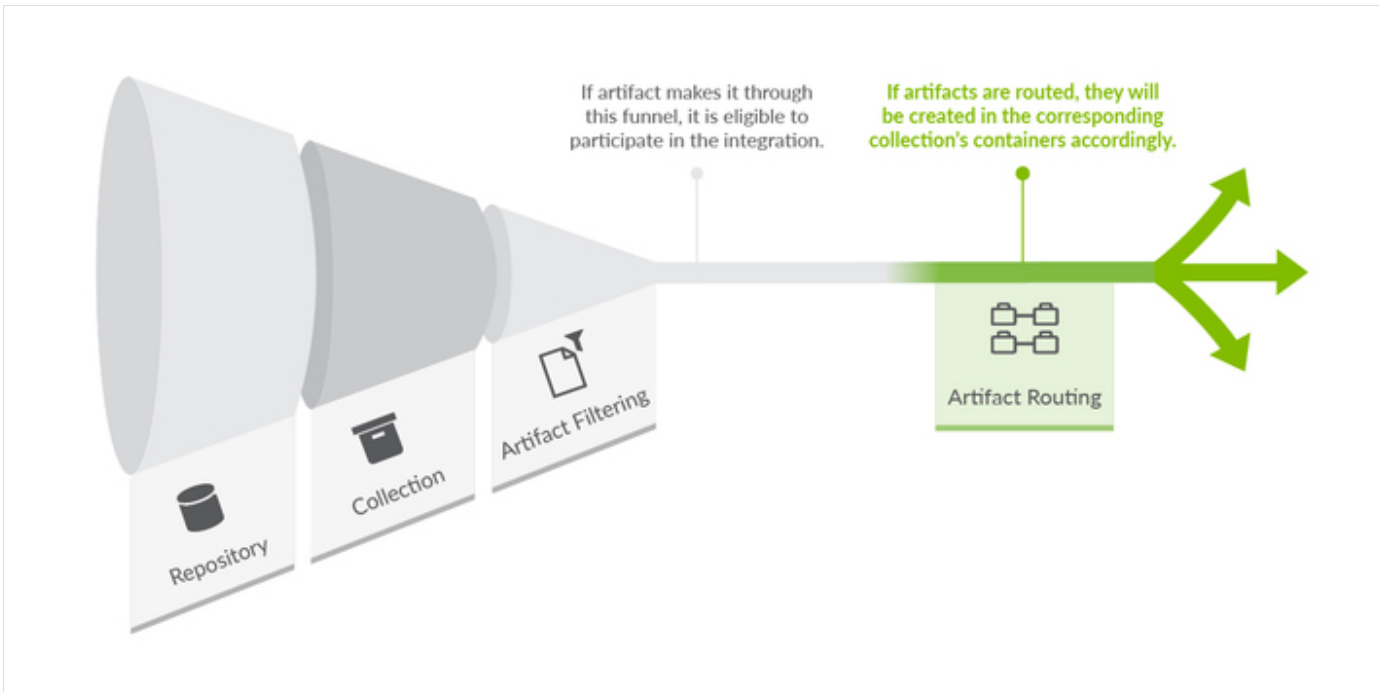 If artifact makes it through
this funnel, it is eligible to
participate in the integration.
If artifacts are routed, they will
be created in the corresponding
collection's containers accordingly.
Repository
Collection
Artifact Filtering
Artifact Routing